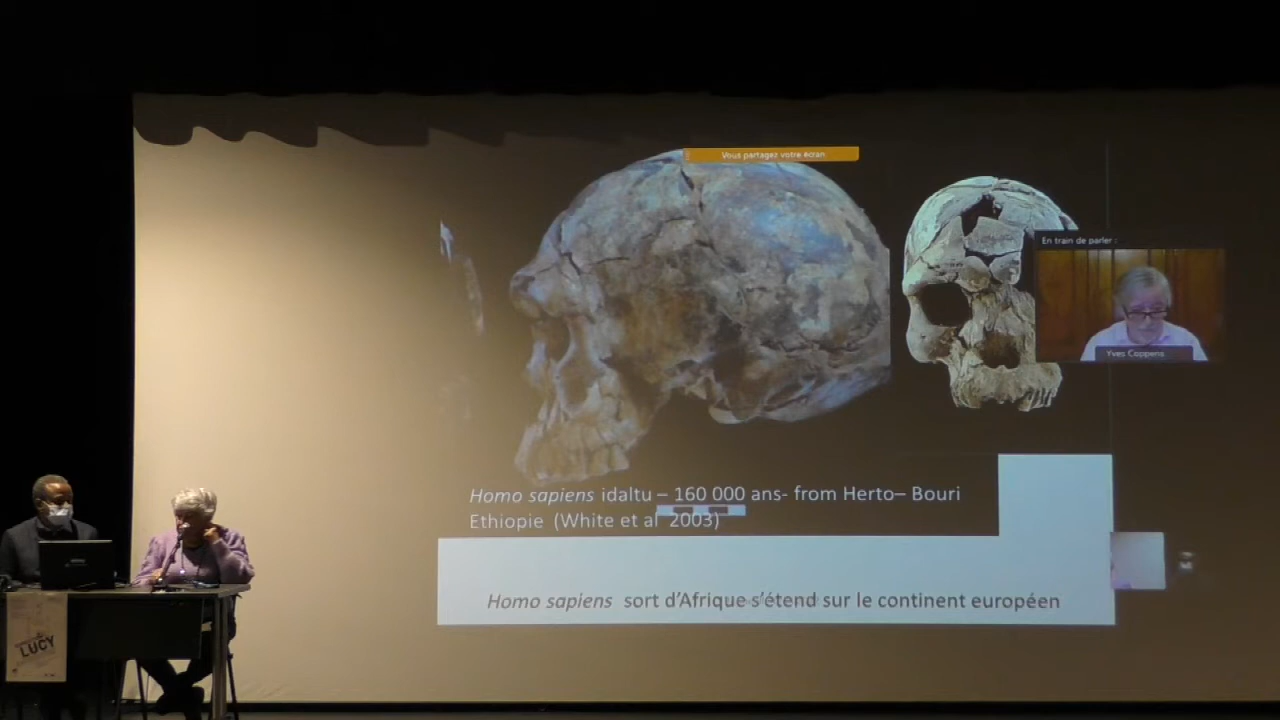 Vous partagez votre écran
En train de parler :
Yves Coppens
Homo sapiens idaltu – 160 000 ans- from Herto– Bouri
Ethiopie (White et al 2003)
Homo sapiens sort d'Afrique s'étend sur le continent européen
LUCY